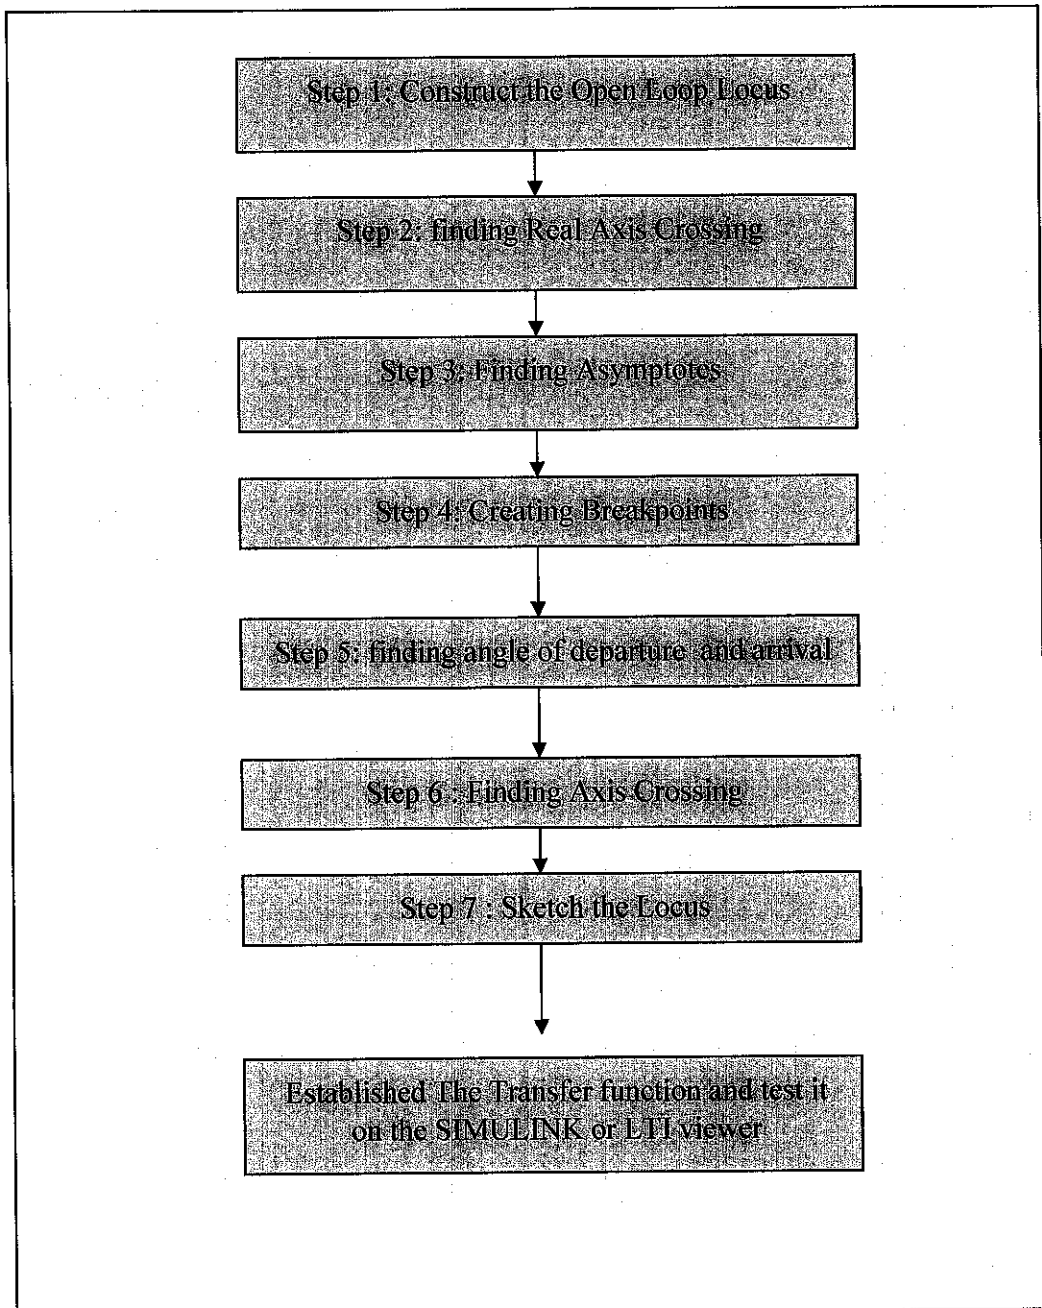 Step 1: Construct the Open Loop Locus
Step 2: finding Real Axis Crossing
Step 3: Finding Asymptotes
Step 4: Creating Breakpoints
Step 5: finding angle of departure and arrival
Step 6 : Finding Axis Crossing
Step 7 : Sketch the Locus
Established The Transfer function and test it
on the SIMULINK or LTI viewer